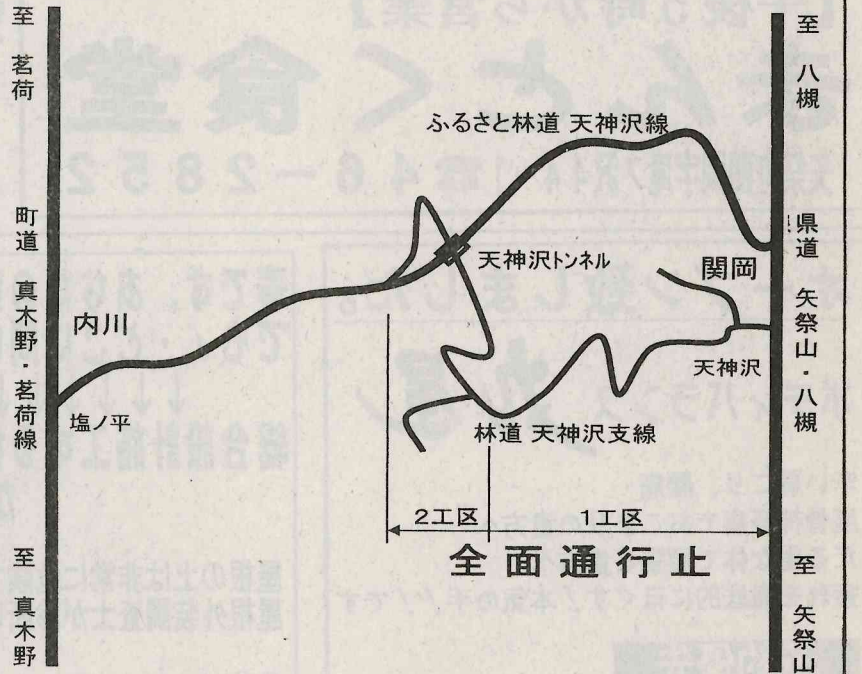 至 茗荷
町道 真木野・茗荷線
至 真木野
内川
塩ノ平
ふるさと林道 天神沢線
天神沢トンネル
関岡
天神沢
林道 天神沢支線
2工区
1工区
全面通行止
至 八槻
県道 矢祭山・八槻
至 矢祭山